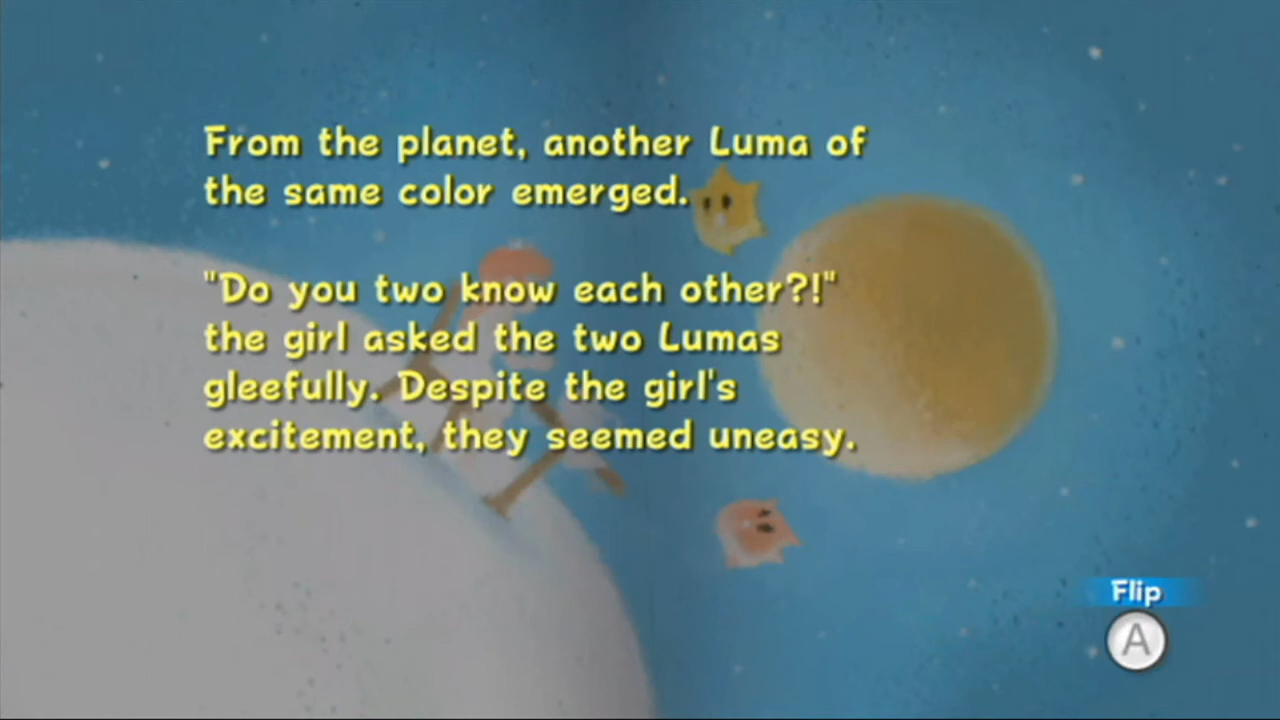 From the planet, another Luma of
the same color emerged.
"Do you two know each other?!"
the girl asked the two Lumas
gleefully. Despite the girl's
excitement, they seemed uneasy.
Flip
A